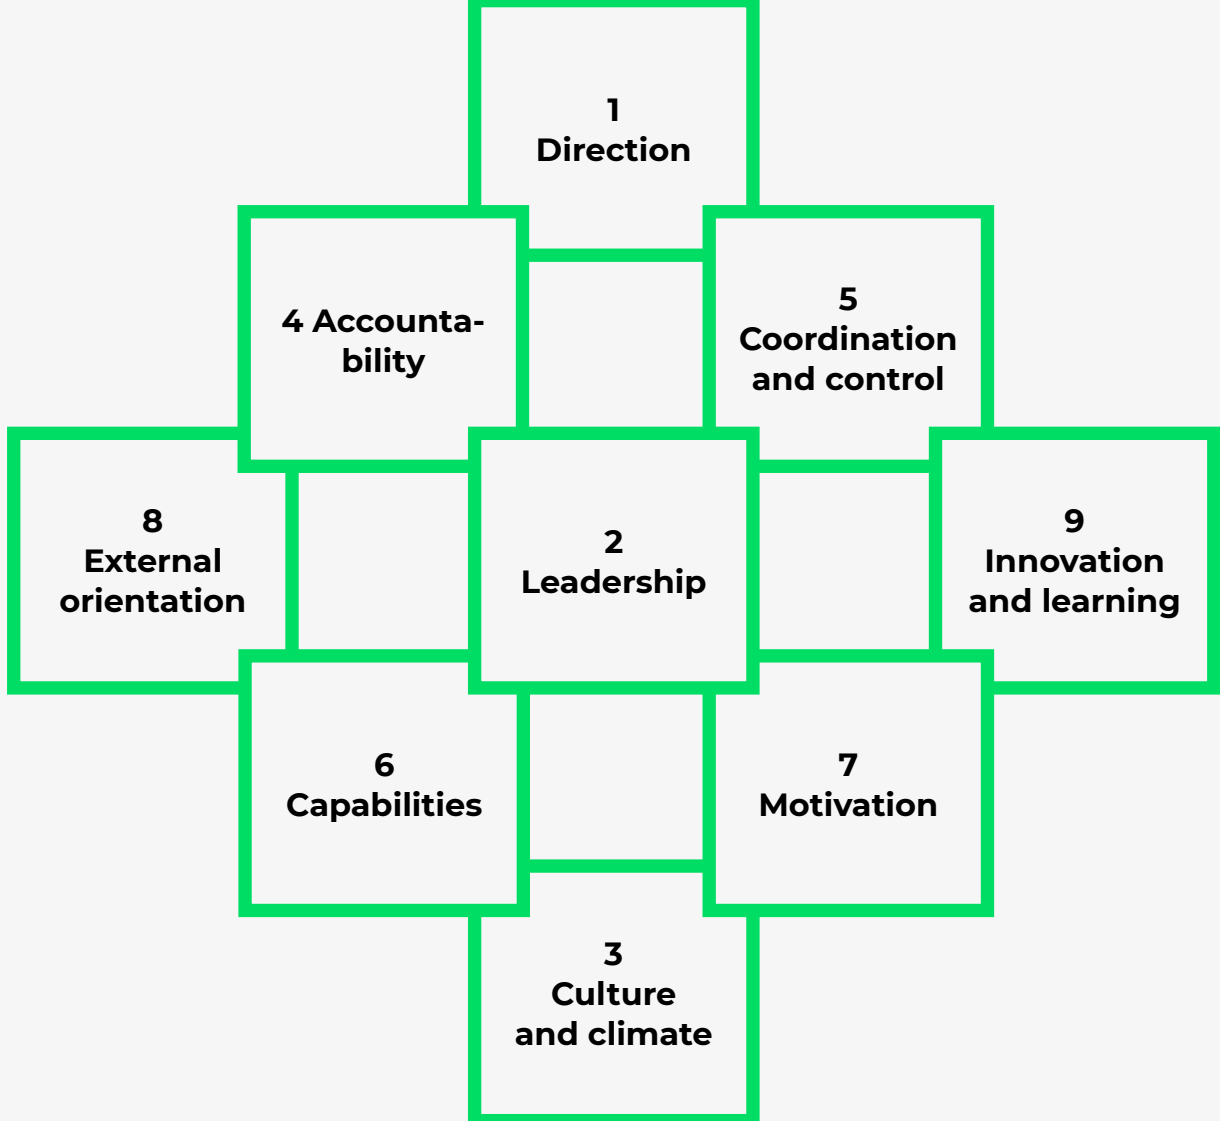 1
Direction
4 Accounta-
bility
5
Coordination
and control
8
External
orientation
2
Leadership
9
Innovation
and learning
6
Capabilities
7
Motivation
3
Culture
and climate